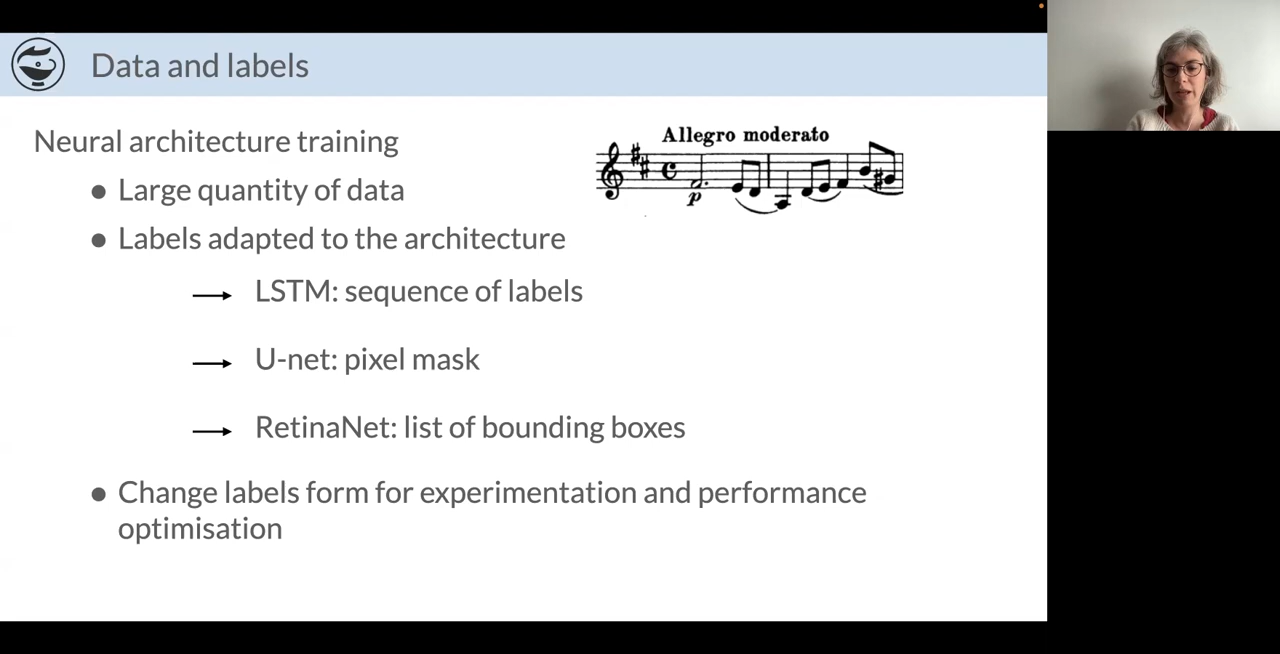 Data and labels
Neural architecture training
Allegro moderato
p
● Large quantity of data
● Labels adapted to the architecture
LSTM: sequence of labels
U-net: pixel mask
RetinaNet: list of bounding boxes
● Change labels form for experimentation and performance
optimisation